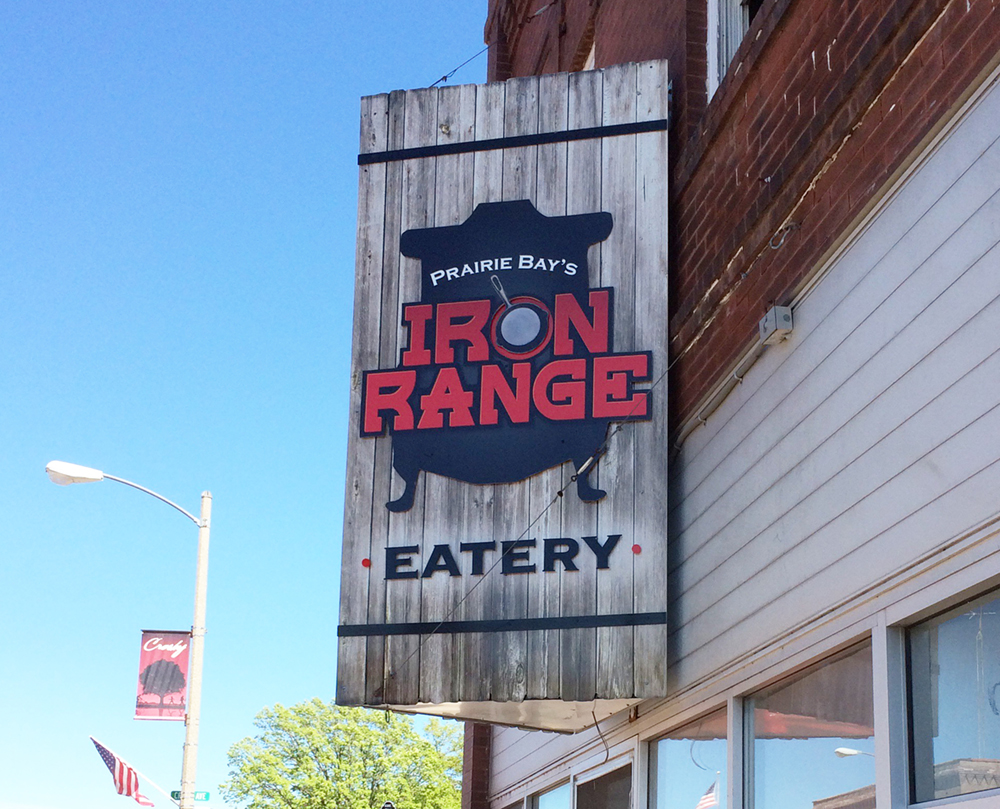 PRAIRIE BAY'S
IRON
RANGE
EATERY
Crosby